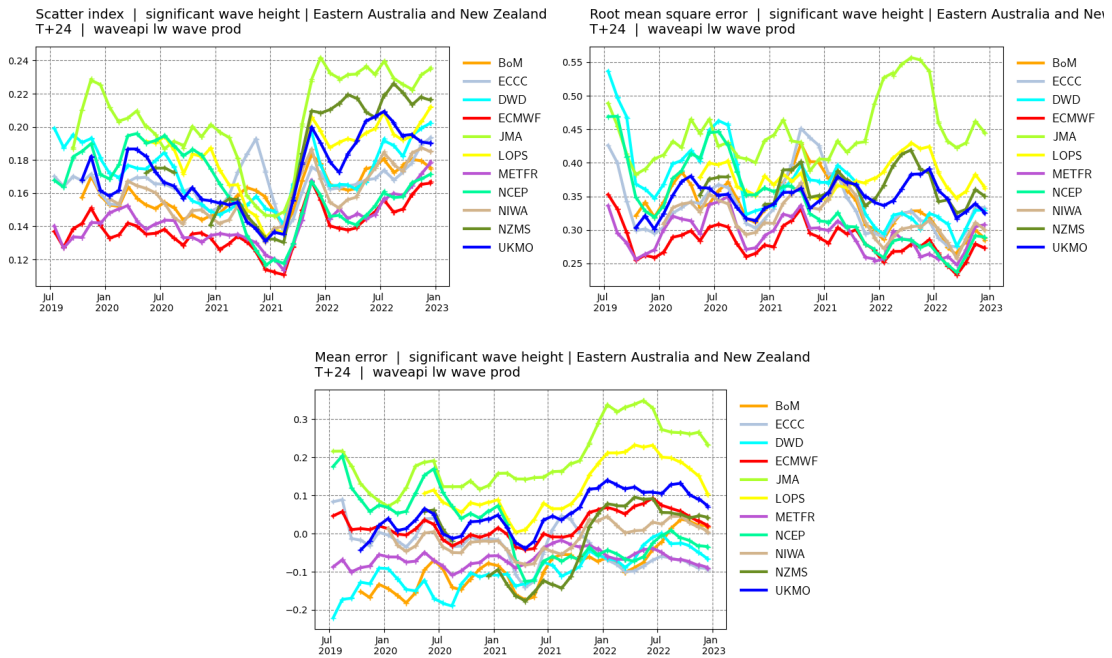 Scatter index | significant wave height | Eastern Australia and New Zealand
T+24 | waveapi lw wave prod
0.24
0.22
0.20
0.18
0.16
0.14
0.12
Jul 2019
Jan 2020
Jul 2020
Jan 2021
Jul 2021
Jan 2022
Jul 2022
Jan 2023
BoM
ECCC
DWD
ECMWF
JMA
LOPS
METFR
NCEP
NIWA
NZMS
UKMO
Root mean square error | significant wave height | Eastern Australia and Nev
T+24 | waveapi lw wave prod
0.55
0.50
0.45
0.40
0.35
0.30
0.25
Jul 2019
Jan 2020
Jul 2020
Jan 2021
Jul 2021
Jan 2022
Jul 2022
Jan 2023
BoM
ECCC
DWD
ECMWF
JMA
LOPS
METFR
NCEP
NIWA
NZMS
UKMO
Mean error | significant wave height | Eastern Australia and New Zealand
T+24 | waveapi lw wave prod
0.3
0.2
0.1
0.0
−0.1
−0.2
Jul 2019
Jan 2020
Jul 2020
Jan 2021
Jul 2021
Jan 2022
Jul 2022
Jan 2023
BoM
ECCC
DWD
ECMWF
JMA
LOPS
METFR
NCEP
NIWA
NZMS
UKMO